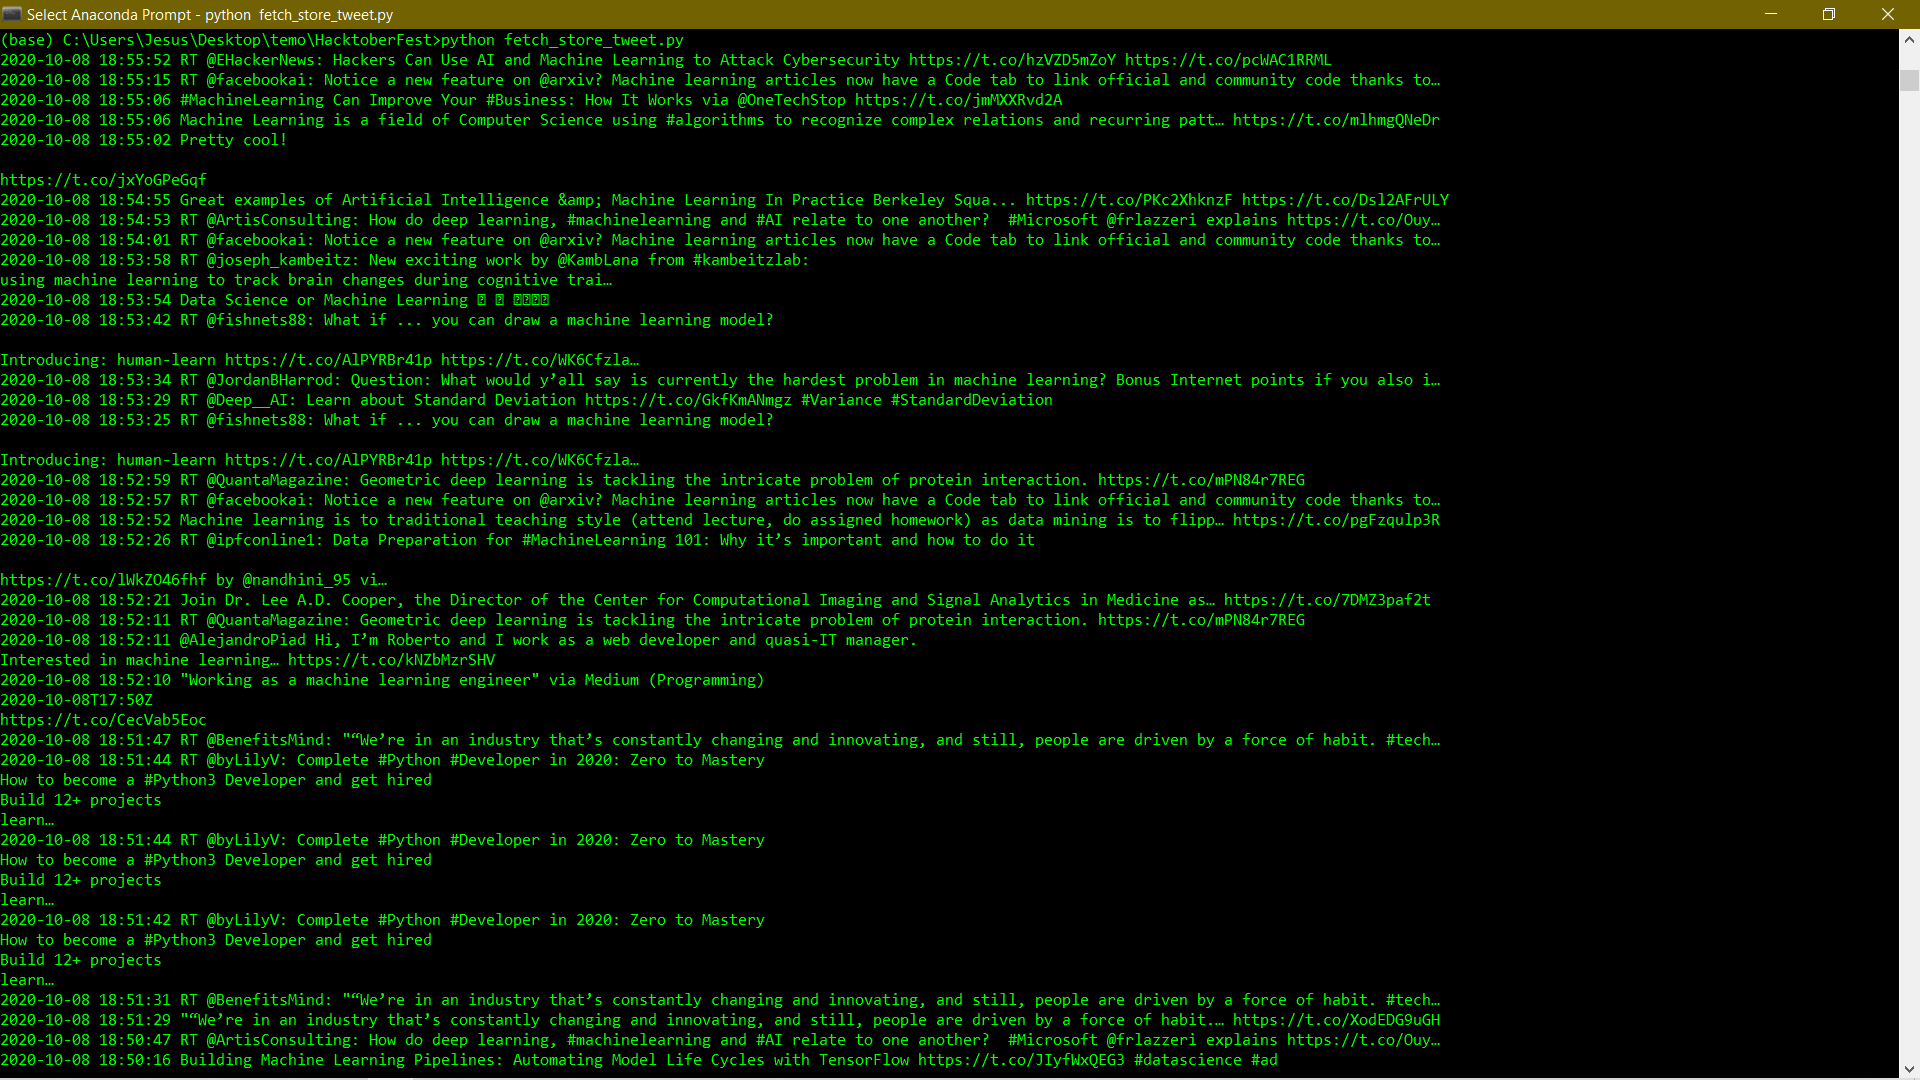 Select Anaconda Prompt - python  fetch_store_tweet.py
(base) C:\Users\Jesus\Desktop\temo\HacktoberFest>python fetch_store_tweet.py
2020-10-08 18:55:52 RT @EHackerNews: Hackers Can Use AI and Machine Learning to Attack Cybersecurity https://t.co/hzVZD5mZoY https://t.co/pcWAC1RRML
2020-10-08 18:55:15 RT @facebookai: Notice a new feature on @arxiv? Machine learning articles now have a Code tab to link official and community code thanks to…
2020-10-08 18:55:06 #MachineLearning Can Improve Your #Business: How It Works via @OneTechStop https://t.co/jmMXXRvd2A
2020-10-08 18:55:06 Machine Learning is a field of Computer Science using #algorithms to recognize complex relations and recurring patt… https://t.co/mlhmgQNeDr
2020-10-08 18:55:02 Pretty cool!
https://t.co/jxYoGPeGqf
2020-10-08 18:54:55 Great examples of Artificial Intelligence &amp; Machine Learning In Practice Berkeley Squa... https://t.co/PKc2XhknzF https://t.co/Dsl2AFrULY
2020-10-08 18:54:53 RT @ArtisConsulting: How do deep learning, #machinelearning and #AI relate to one another?  #Microsoft @frlazzeri explains https://t.co/Ouy…
2020-10-08 18:54:01 RT @facebookai: Notice a new feature on @arxiv? Machine learning articles now have a Code tab to link official and community code thanks to…
2020-10-08 18:53:58 RT @joseph_kambeitz: New exciting work by @KambLana from #kambeitzlab:
using machine learning to track brain changes during cognitive trai…
2020-10-08 18:53:54 Data Science or Machine Learning
2020-10-08 18:53:42 RT @fishnets88: What if ... you can draw a machine learning model?
Introducing: human-learn https://t.co/AlPYRBr41p https://t.co/WK6Cfzla…
2020-10-08 18:53:34 RT @JordanBHarrod: Question: What would y’all say is currently the hardest problem in machine learning? Bonus Internet points if you also i…
2020-10-08 18:53:29 RT @Deep__AI: Learn about Standard Deviation https://t.co/GkfKmANmgz #Variance #StandardDeviation
2020-10-08 18:53:25 RT @fishnets88: What if ... you can draw a machine learning model?
Introducing: human-learn https://t.co/AlPYRBr41p https://t.co/WK6Cfzla…
2020-10-08 18:52:59 RT @QuantaMagazine: Geometric deep learning is tackling the intricate problem of protein interaction. https://t.co/mPN84r7REG
2020-10-08 18:52:57 RT @facebookai: Notice a new feature on @arxiv? Machine learning articles now have a Code tab to link official and community code thanks to…
2020-10-08 18:52:52 Machine learning is to traditional teaching style (attend lecture, do assigned homework) as data mining is to flipp… https://t.co/pgFzqulp3R
2020-10-08 18:52:26 RT @ipfconline1: Data Preparation for #MachineLearning 101: Why it’s important and how to do it
https://t.co/lWkZO46fhf by @nandhini_95 vi…
2020-10-08 18:52:21 Join Dr. Lee A.D. Cooper, the Director of the Center for Computational Imaging and Signal Analytics in Medicine as… https://t.co/7DMZ3paf2t
2020-10-08 18:52:11 RT @QuantaMagazine: Geometric deep learning is tackling the intricate problem of protein interaction. https://t.co/mPN84r7REG
2020-10-08 18:52:11 @AlejandroPiad Hi, I’m Roberto and I work as a web developer and quasi-IT manager.
Interested in machine learning… https://t.co/kNZbMzrSHV
2020-10-08 18:52:10 "Working as a machine learning engineer" via Medium (Programming)
2020-10-08T17:50Z
https://t.co/CecVab5Eoc
2020-10-08 18:51:47 RT @BenefitsMind: "“We’re in an industry that’s constantly changing and innovating, and still, people are driven by a force of habit. #tech…
2020-10-08 18:51:44 RT @byLilyV: Complete #Python #Developer in 2020: Zero to Mastery
How to become a #Python3 Developer and get hired
Build 12+ projects
learn…
2020-10-08 18:51:44 RT @byLilyV: Complete #Python #Developer in 2020: Zero to Mastery
How to become a #Python3 Developer and get hired
Build 12+ projects
learn…
2020-10-08 18:51:42 RT @byLilyV: Complete #Python #Developer in 2020: Zero to Mastery
How to become a #Python3 Developer and get hired
Build 12+ projects
learn…
2020-10-08 18:51:31 RT @BenefitsMind: "“We’re in an industry that’s constantly changing and innovating, and still, people are driven by a force of habit. #tech…
2020-10-08 18:51:29 "“We’re in an industry that’s constantly changing and innovating, and still, people are driven by a force of habit.… https://t.co/XodEDG9uGH
2020-10-08 18:50:47 RT @ArtisConsulting: How do deep learning, #machinelearning and #AI relate to one another?  #Microsoft @frlazzeri explains https://t.co/Ouy…
2020-10-08 18:50:16 Building Machine Learning Pipelines: Automating Model Life Cycles with TensorFlow https://t.co/JIyfWxQEG3 #datascience #ad